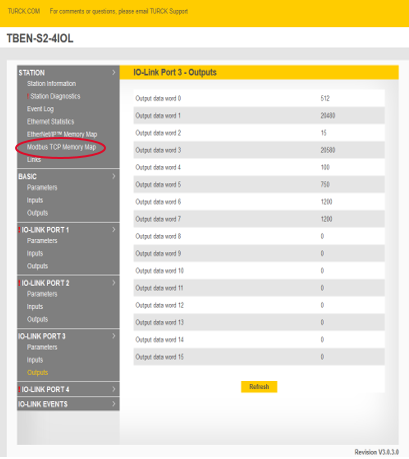 TURCK.COM For comments or questions, please email TURCK Support
TBEN-S2-4IOL
STATION >
Station Information
! Station Diagnostics
Event Log
Ethernet Statistics
EtherNet/IP™ Memory Map
Modbus TCP Memory Map
Links
BASIC >
Parameters
Inputs
Outputs
! IO-LINK PORT 1 >
Parameters
Inputs
Outputs
! IO-LINK PORT 2 >
Parameters
Inputs
Outputs
IO-LINK PORT 3 >
Parameters
Inputs
Outputs
! IO-LINK PORT 4 >
IO-LINK EVENTS >
IO-Link Port 3 - Outputs
Output data word 0 512
Output data word 1 20480
Output data word 2 15
Output data word 3 20580
Output data word 4 100
Output data word 5 750
Output data word 6 1200
Output data word 7 1200
Output data word 8 0
Output data word 9 0
Output data word 10 0
Output data word 11 0
Output data word 12 0
Output data word 13 0
Output data word 14 0
Output data word 15 0
Refresh
Revision V3.0.3.0